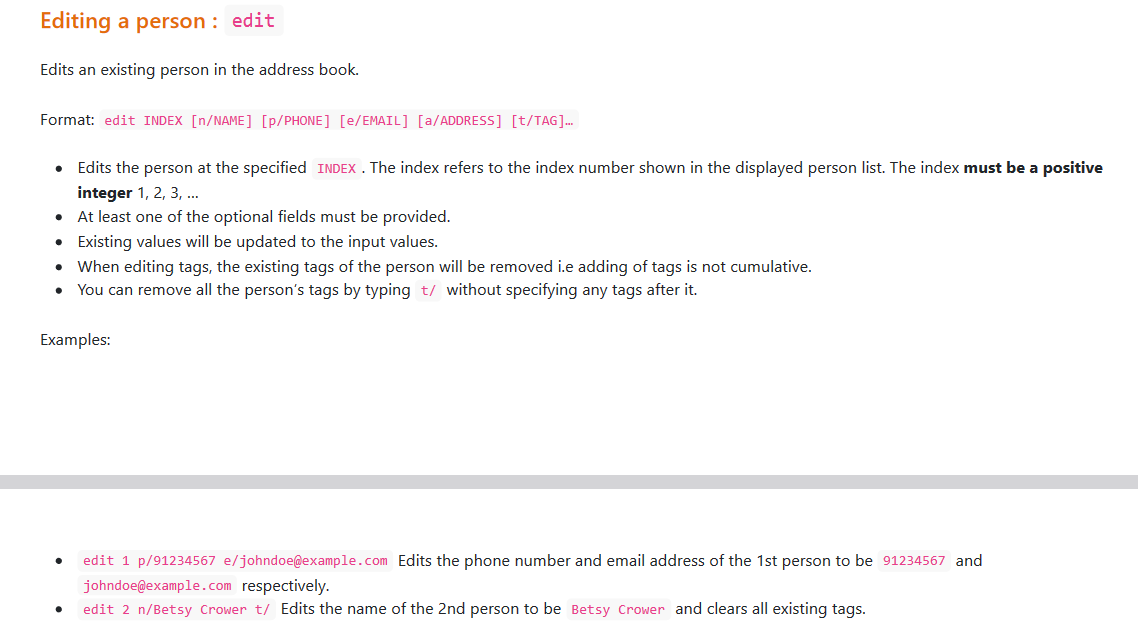 Editing a person : edit
Edits an existing person in the address book.
Format: edit INDEX [n/NAME] [p/PHONE] [e/EMAIL] [a/ADDRESS] [t/TAG]…
• Edits the person at the specified INDEX. The index refers to the index number shown in the displayed person list. The index must be a positive
integer 1, 2, 3, …
• At least one of the optional fields must be provided.
• Existing values will be updated to the input values.
• When editing tags, the existing tags of the person will be removed i.e adding of tags is not cumulative.
• You can remove all the person’s tags by typing t/ without specifying any tags after it.
Examples:
• edit 1 p/91234567 e/johndoe@example.com Edits the phone number and email address of the 1st person to be 91234567 and
johndoe@example.com respectively.
• edit 2 n/Betsy Crower t/ Edits the name of the 2nd person to be Betsy Crower and clears all existing tags.